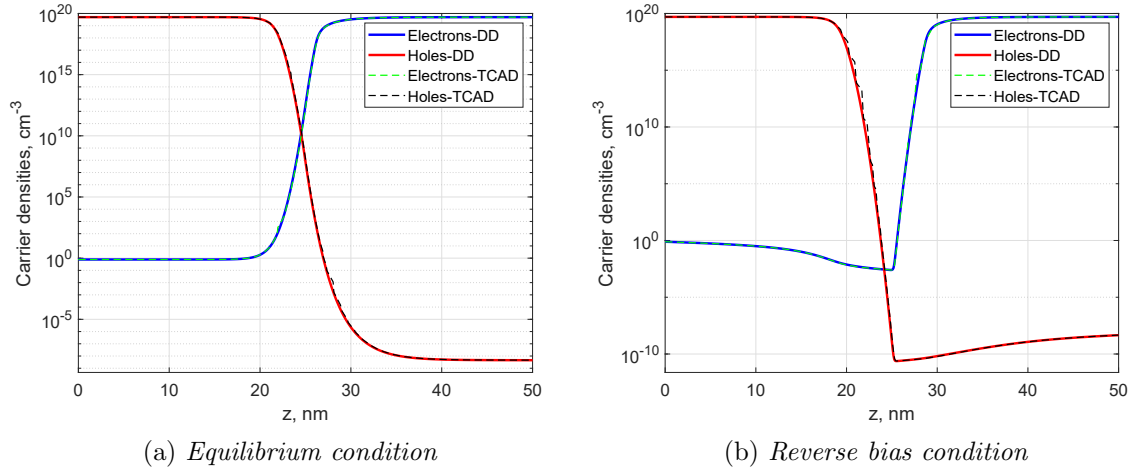 10^20
10^15
10^10
10^5
10^0
10^-5
Carrier densities, cm^-3
0
10
20
30
40
50
z, nm
Electrons-DD
Holes-DD
Electrons-TCAD
Holes-TCAD
(a) Equilibrium condition
10^20
10^10
10^0
10^-10
Carrier densities, cm^-3
0
10
20
30
40
50
z, nm
Electrons-DD
Holes-DD
Electrons-TCAD
Holes-TCAD
(b) Reverse bias condition